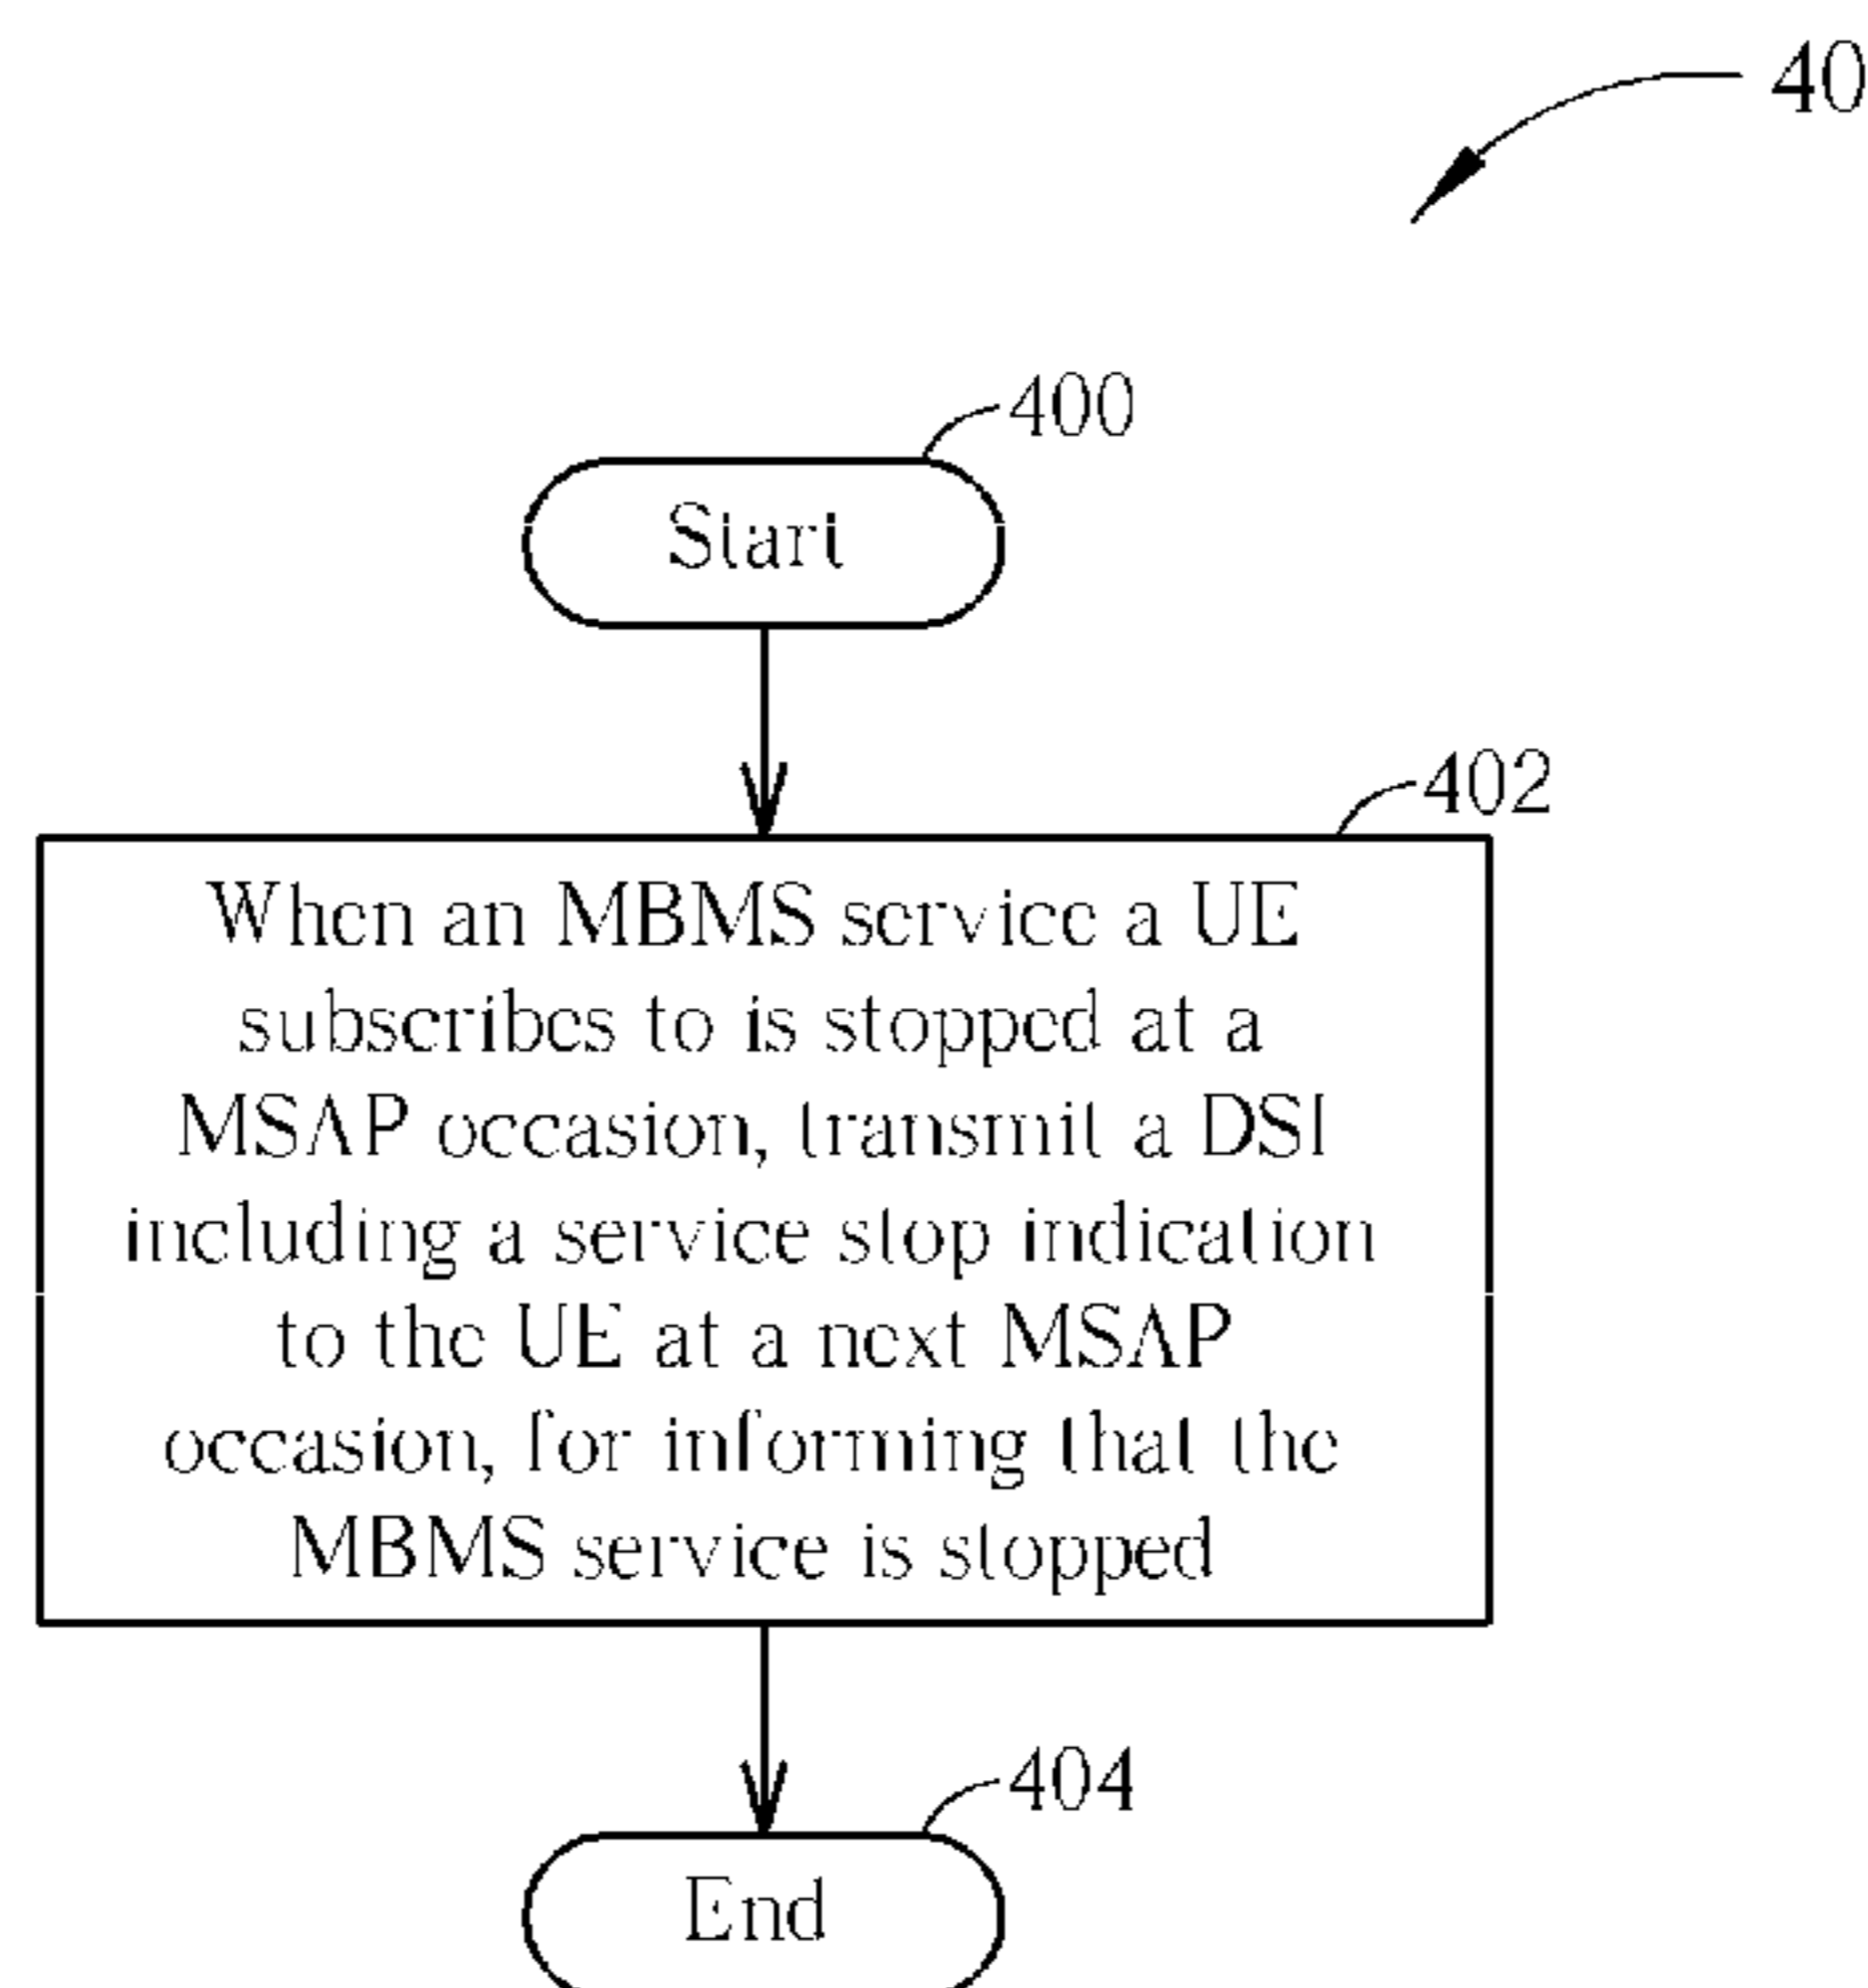 40
400
Start
402
When an MBMS service a UE
subscribes to is stopped at a
MSAP occasion, transmit a DSI
including a service stop indication
to the UE at a next MSAP
occasion, for informing that the
MBMS service is stopped
404
End